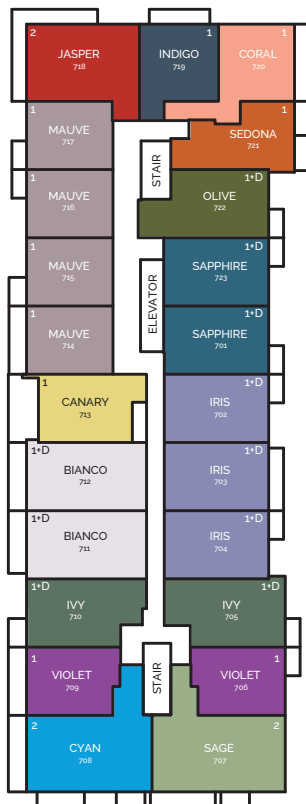 2
JASPER
718
1
INDIGO
719
1
CORAL
720
1
MAUVE
717
1
SEDONA
721
STAIR
1
MAUVE
716
1+D
OLIVE
722
1
MAUVE
715
1+D
SAPPHIRE
723
ELEVATOR
1
MAUVE
714
1+D
SAPPHIRE
701
1
CANARY
713
1+D
IRIS
702
1+D
BIANCO
712
1+D
IRIS
703
1+D
BIANCO
711
1+D
IRIS
704
1+D
IVY
710
1+D
IVY
705
1
VIOLET
709
STAIR
1
VIOLET
706
2
CYAN
708
2
SAGE
707